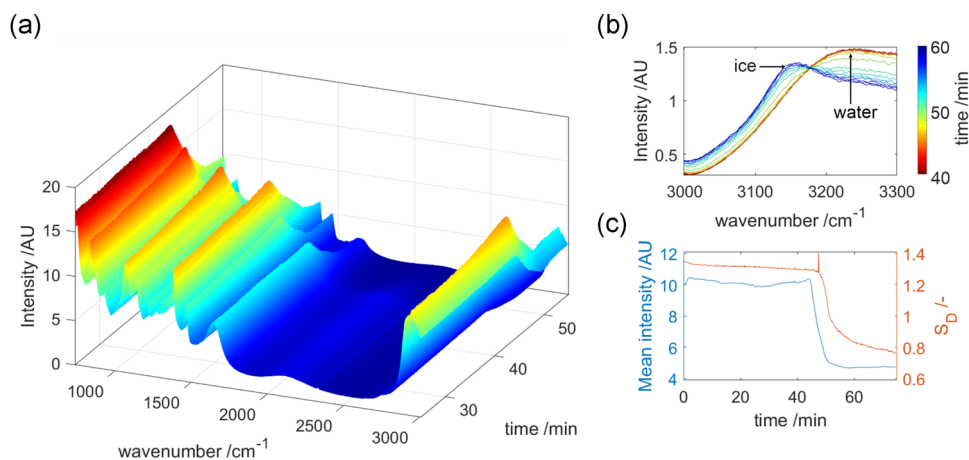 (a)
20
15
10
5
0
Intensity /AU
1000
1500
2000
2500
3000
wavenumber /cm-1
30
40
50
time /min
(b)
1.5
1
0.5
Intensity /AU
ice
water
3000
3100
3200
3300
wavenumber /cm-1
60
50
40
time /min
(c)
12
10
8
6
4
Mean intensity /AU
1.4
1.2
1
0.8
0.6
SD /-
0
20
40
60
time /min